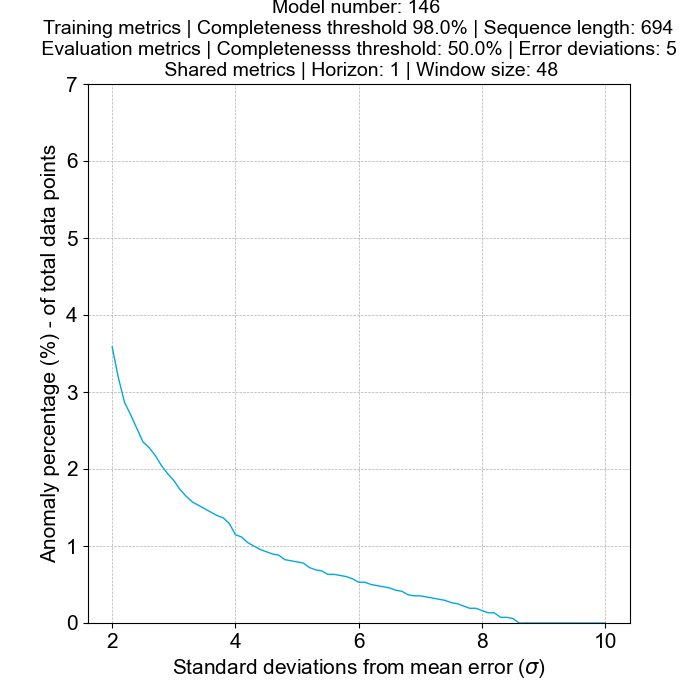 Model number: 146
Training metrics | Completeness threshold 98.0% | Sequence length: 694
Evaluation metrics | Completenesss threshold: 50.0% | Error deviations: 5
Shared metrics | Horizon: 1 | Window size: 48
7
6
5
4
3
2
1
0
Anomaly percentage (%) - of total data points
2 4 6 8 10
Standard deviations from mean error (σ)